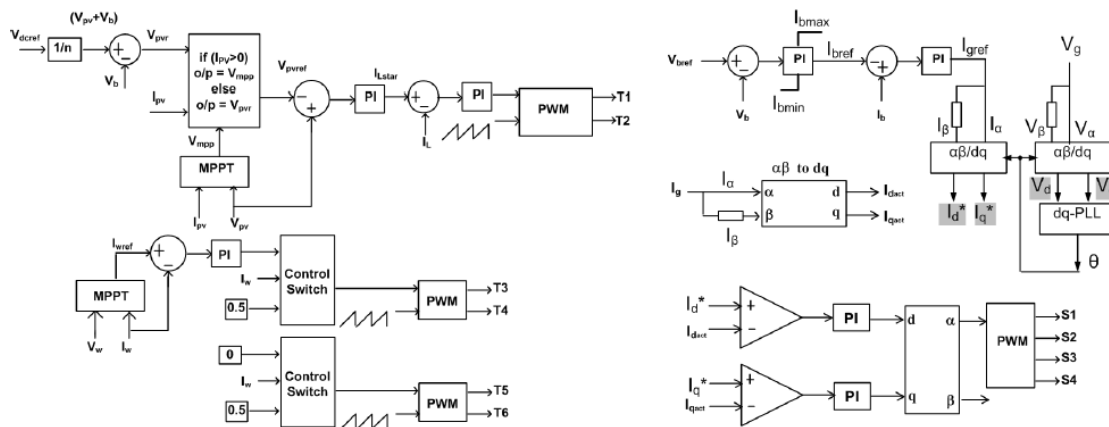 (Vpv+Vb)
Vdcref
1/n
Vpvr
Vb
Ipv
if (IPV>0)
o/p = Vmpp
else
o/p = Vpvr
Vmpp
MPPT
Ipv
Vpv
Vpvref
PI
ILstar
IL
PI
PWM
T1
T2
Iwref
MPPT
Vw
Iw
PI
Iw
0.5
Control
Switch
PWM
T3
T4
0
Iw
0.5
Control
Switch
PWM
T5
T6
Vbref
Vb
Ibmax
PI
Ibmin
Ibref
Ib
PI
Igref
Iβ
Iα
αβ/dq
Id*
Iq*
Vg
Vβ
Vα
αβ/dq
Vd
dq-PLL
θ
αβ to dq
Ig
Iα
Iβ
α
β
d
q
Idact
Iqact
Id*
Idact
+
−
PI
Iq*
Iqact
+
−
PI
d
q
α
β
PWM
S1
S2
S3
S4